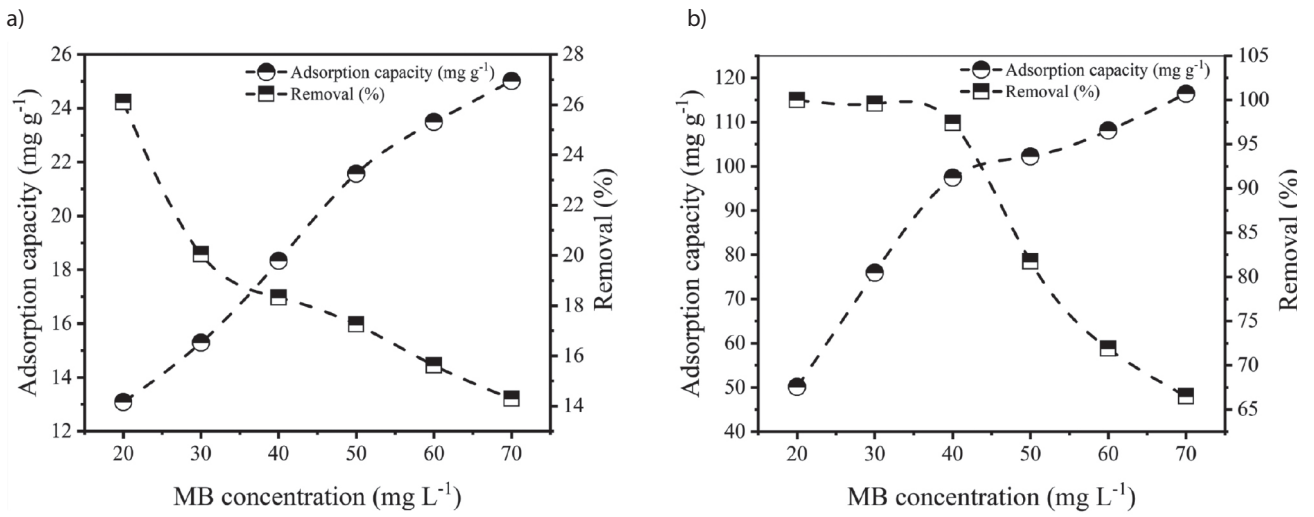 a)
26
24
22
20
18
16
14
12
28
26
24
22
20
18
16
14
Adsorption capacity (mg g⁻¹)
Removal (%)
Adsorption capacity (mg g⁻¹)
Removal (%)
20 30 40 50 60 70
MB concentration (mg L⁻¹)
b)
120
110
100
90
80
70
60
50
40
105
100
95
90
85
80
75
70
65
Adsorption capacity (mg g⁻¹)
Removal (%)
Adsorption capacity (mg g⁻¹)
Removal (%)
20 30 40 50 60 70
MB concentration (mg L⁻¹)